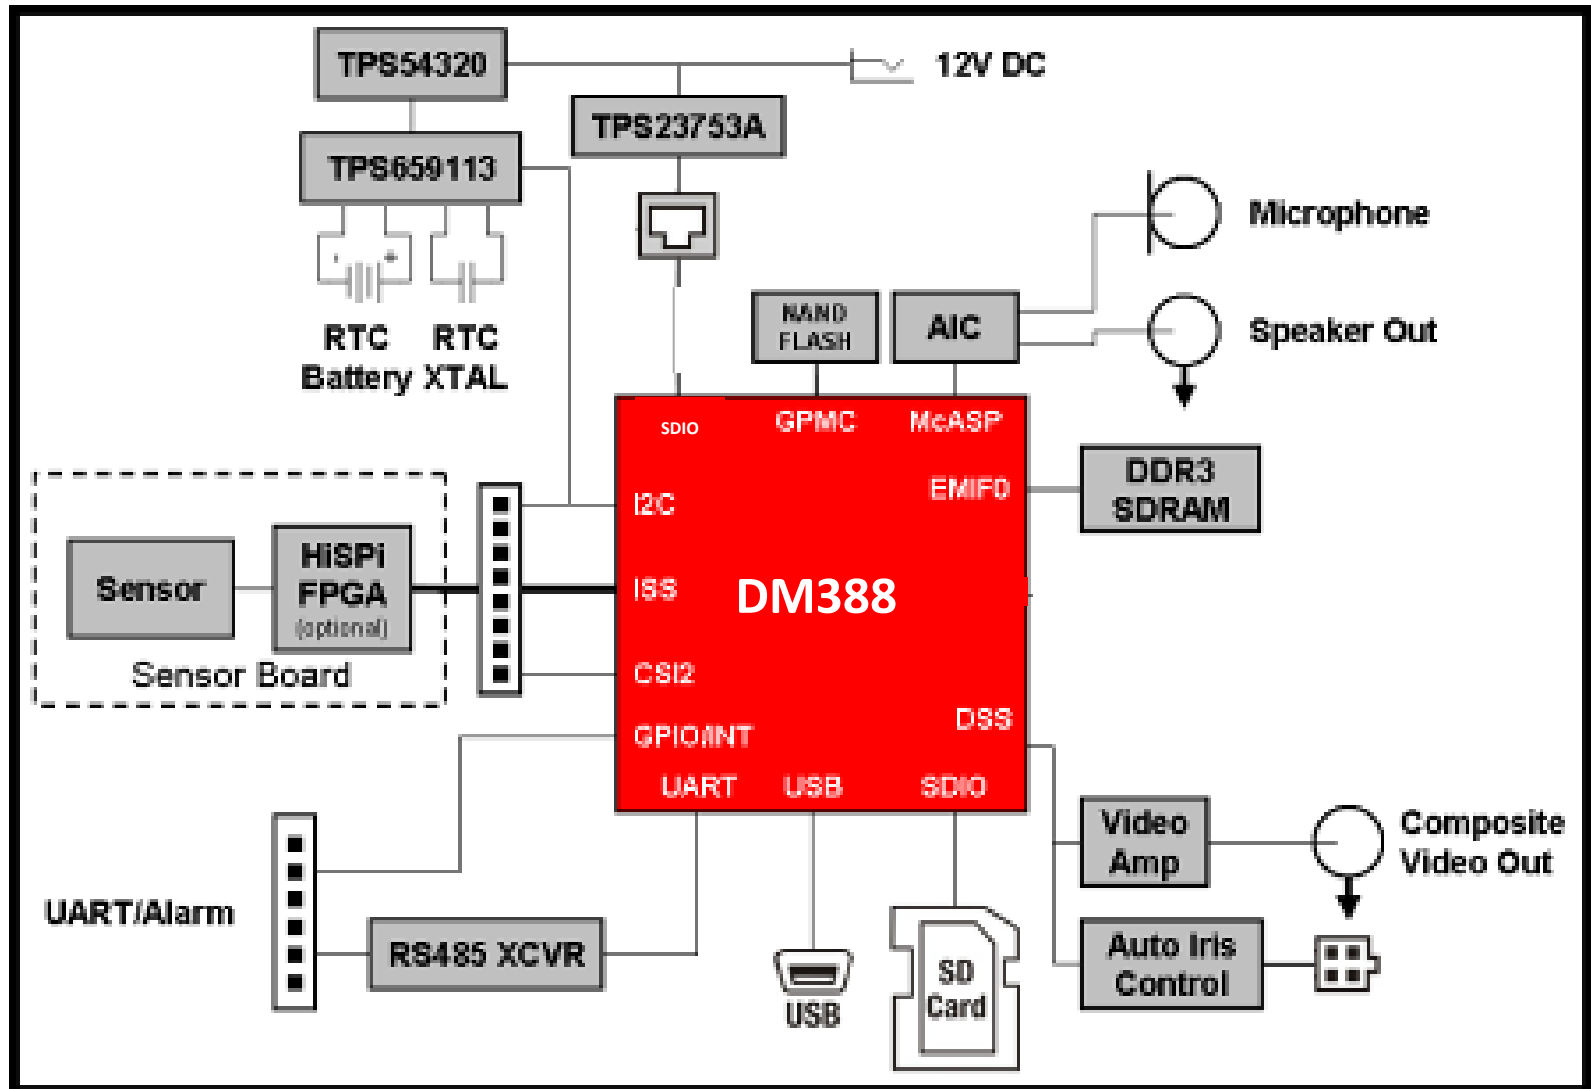 TPS54320
12V DC
TPS23753A
TPS659113
- +
RTC
Battery
RTC
XTAL
Microphone
Speaker Out
NAND
FLASH
AIC
SDIO
GPMC
McASP
EMIF0
DDR3
SDRAM
I2C
ISS
CSI2
GPIO/INT
UART
USB
SDIO
DSS
DM388
Sensor
HiSPi
FPGA
(optional)
Sensor Board
UART/Alarm
RS485 XCVR
USB
SD
Card
Video
Amp
Composite
Video Out
Auto Iris
Control